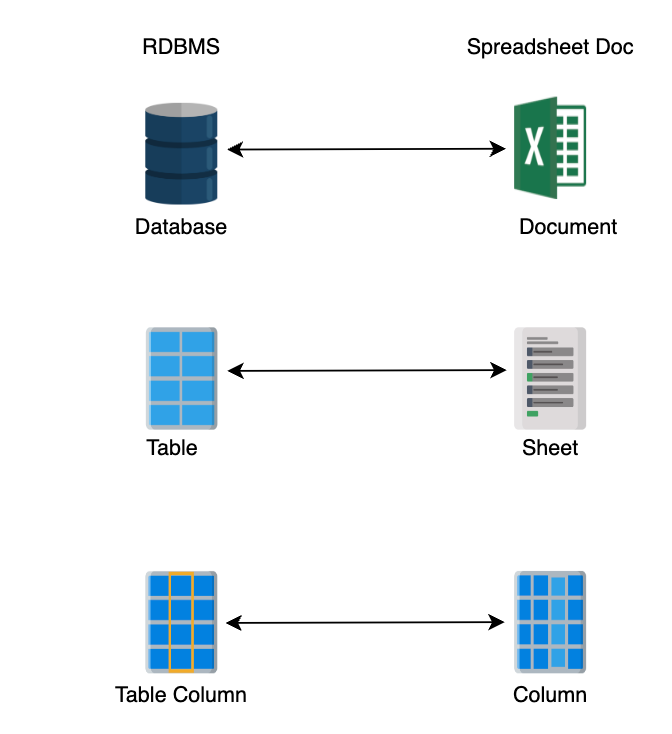 RDBMS
Spreadsheet Doc
X
Database
Document
Table
Sheet
Table Column
Column